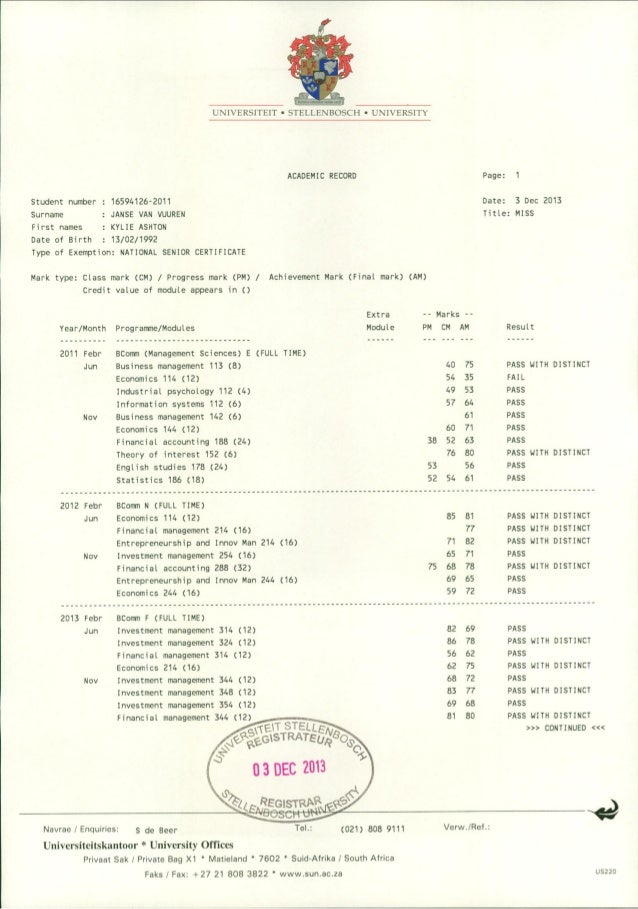 UNIVERSITEIT • STELLENBOSCH • UNIVERSITY
ACADEMIC RECORD Page: 1
Student number : 16594126-2011 Date: 3 Dec 2013
Surname : JANSE VAN VUUREN Title: MISS
First names : KYLIE ASHTON
Date of Birth : 13/02/1992
Type of Exemption: NATIONAL SENIOR CERTIFICATE
Mark type: Class mark (CM) / Progress mark (PM) / Achievement Mark (Final mark) (AM)
Credit value of module appears in ()
Extra -- Marks --
Year/Month Programme/Modules Module PM CM AM Result
2011 Febr BComm (Management Sciences) E (FULL TIME)
Jun Business management 113 (8) 40 75 PASS WITH DISTINCT
Economics 114 (12) 54 35 FAIL
Industrial psychology 112 (4) 49 53 PASS
Information systems 112 (6) 57 64 PASS
Nov Business management 142 (6) 61 PASS
Economics 144 (12) 60 71 PASS
Financial accounting 188 (24) 38 52 63 PASS
Theory of interest 152 (6) 76 80 PASS WITH DISTINCT
English studies 178 (24) 53 56 PASS
Statistics 186 (18) 52 54 61 PASS
2012 Febr BComm N (FULL TIME)
Jun Economics 114 (12) 85 81 PASS WITH DISTINCT
Financial management 214 (16) 77 PASS WITH DISTINCT
Entrepreneurship and Innov Man 214 (16) 71 82 PASS WITH DISTINCT
Nov Investment management 254 (16) 65 71 PASS
Financial accounting 288 (32) 75 68 78 PASS WITH DISTINCT
Entrepreneurship and Innov Man 244 (16) 69 65 PASS
Economics 244 (16) 59 72 PASS
2013 Febr BComm F (FULL TIME)
Jun Investment management 314 (12) 82 69 PASS
Investment management 324 (12) 86 78 PASS WITH DISTINCT
Financial management 314 (12) 56 62 PASS
Economics 214 (16) 62 75 PASS WITH DISTINCT
Nov Investment management 344 (12) 68 72 PASS
Investment management 348 (12) 83 77 PASS WITH DISTINCT
Investment management 354 (12) 69 68 PASS
Financial management 344 (12) 81 80 PASS WITH DISTINCT
>>> CONTINUED <<<
UNIVERSITEIT STELLENBOSCH
REGISTRATEUR
03 DEC 2013
REGISTRAR
STELLENBOSCH UNIVERSITY
Navrae / Enquiries: S de Beer Tel.: (021) 808 9111 Verw./Ref.:
Universiteitskantoor * University Offices
Privaat Sak / Private Bag X1 * Matieland * 7602 * Suid-Afrika / South Africa
Faks / Fax: +27 21 808 3822 * www.sun.ac.za
US220